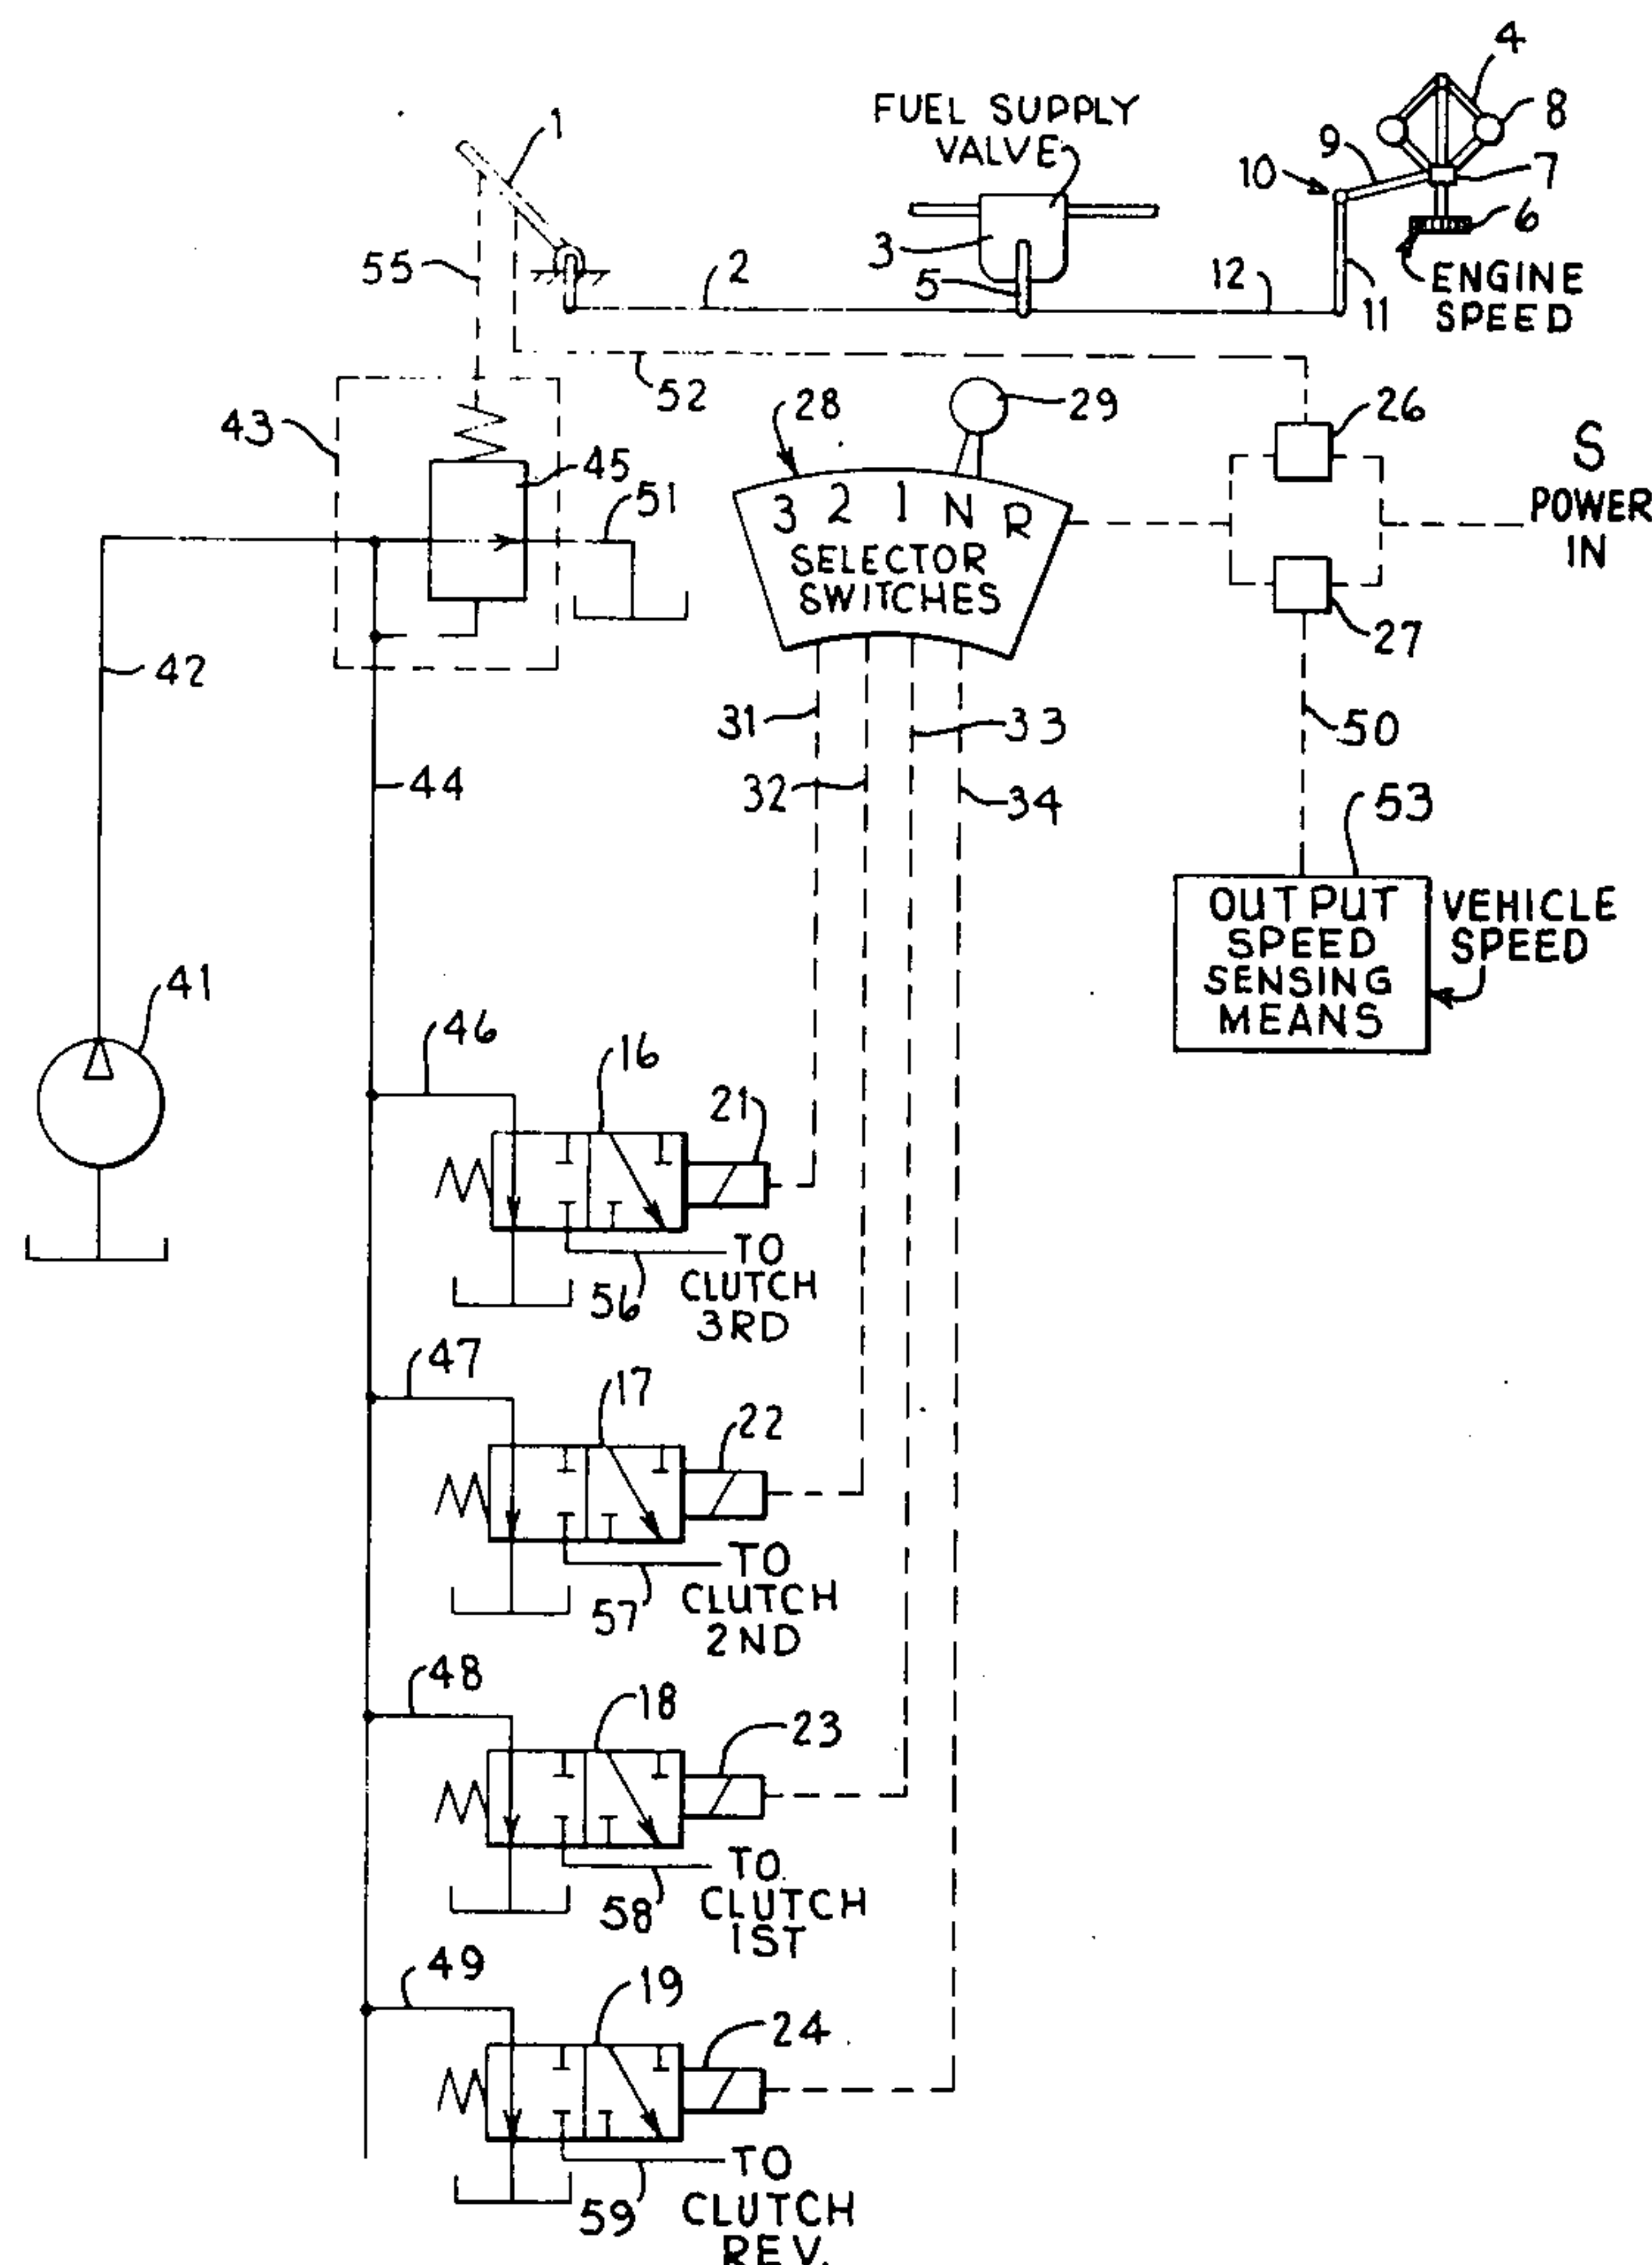 4
FUEL SUPPLY
VALVE
8
1
9
10
7
6
3
55
2
5
12
11
ENGINE
SPEED
52
28
29
26
43
S
45
51
3 2 1 N R
POWER
IN
SELECTOR
SWITCHES
42
27
31
33
50
44
32
34
53
OUTPUT
SPEED
SENSING
MEANS
VEHICLE
SPEED
41
46
16
21
TO
CLUTCH
3RD
56
47
17
22
TO
CLUTCH
2ND
57
48
18
23
TO
CLUTCH
1ST
58
49
19
24
TO
CLUTCH
REV.
59